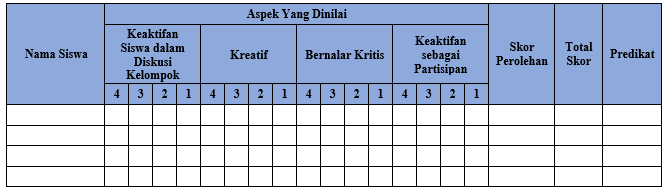 Nama Siswa
Aspek Yang Dinilai
Keaktifan
Siswa dalam
Diskusi
Kelompok
Kreatif
Bernalar Kritis
Keaktifan
sebagai
Partisipan
Skor
Perolehan
Total
Skor
Predikat
4 3 2 1 4 3 2 1 4 3 2 1 4 3 2 1